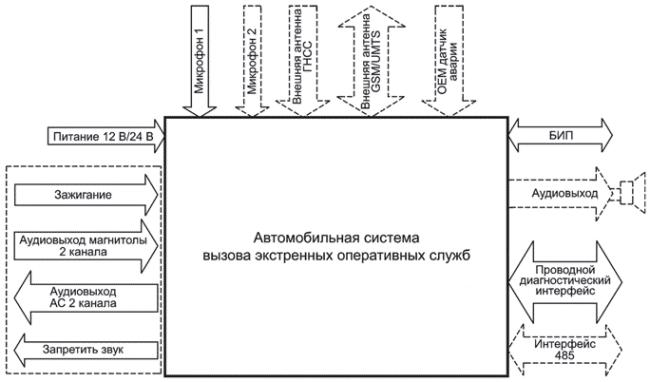 Микрофон 1
Микрофон 2
Внешняя антенна
ГНСС
Внешняя антенна
GSM/UMTS
OEM датчик
аварии
Питание 12 В/24 В
БИП
Зажигание
Аудиовыход
Аудиовыход магнитолы
2 канала
Автомобильная система
вызова экстренных оперативных служб
Проводной
диагностический
интерфейс
Аудиовыход
АС 2 канала
Запретить звук
Интерфейс
485